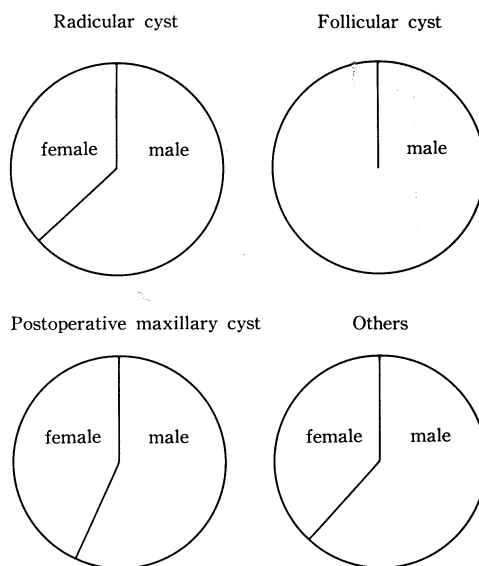 Radicular cyst
Follicular cyst
female male
male
Postoperative maxillary cyst
Others
female male
female male